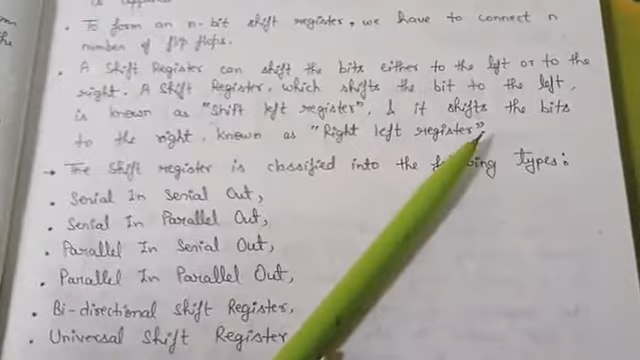 • To form an n-bit shift register, we have to connect n
number of flip flops.
• A Shift Register can shift the bits either to the left or to the
right. A Shift Register, which shifts the bit to the left,
is known as "Shift left register", & it shifts the bits
to the right, known as "Right left register"
→ The shift register is classified into the following types:
• Serial In Serial Out,
• Serial In Parallel Out,
• Parallel In Serial Out,
• Parallel In Parallel Out,
• Bi-directional Shift Register,
• Universal Shift Register